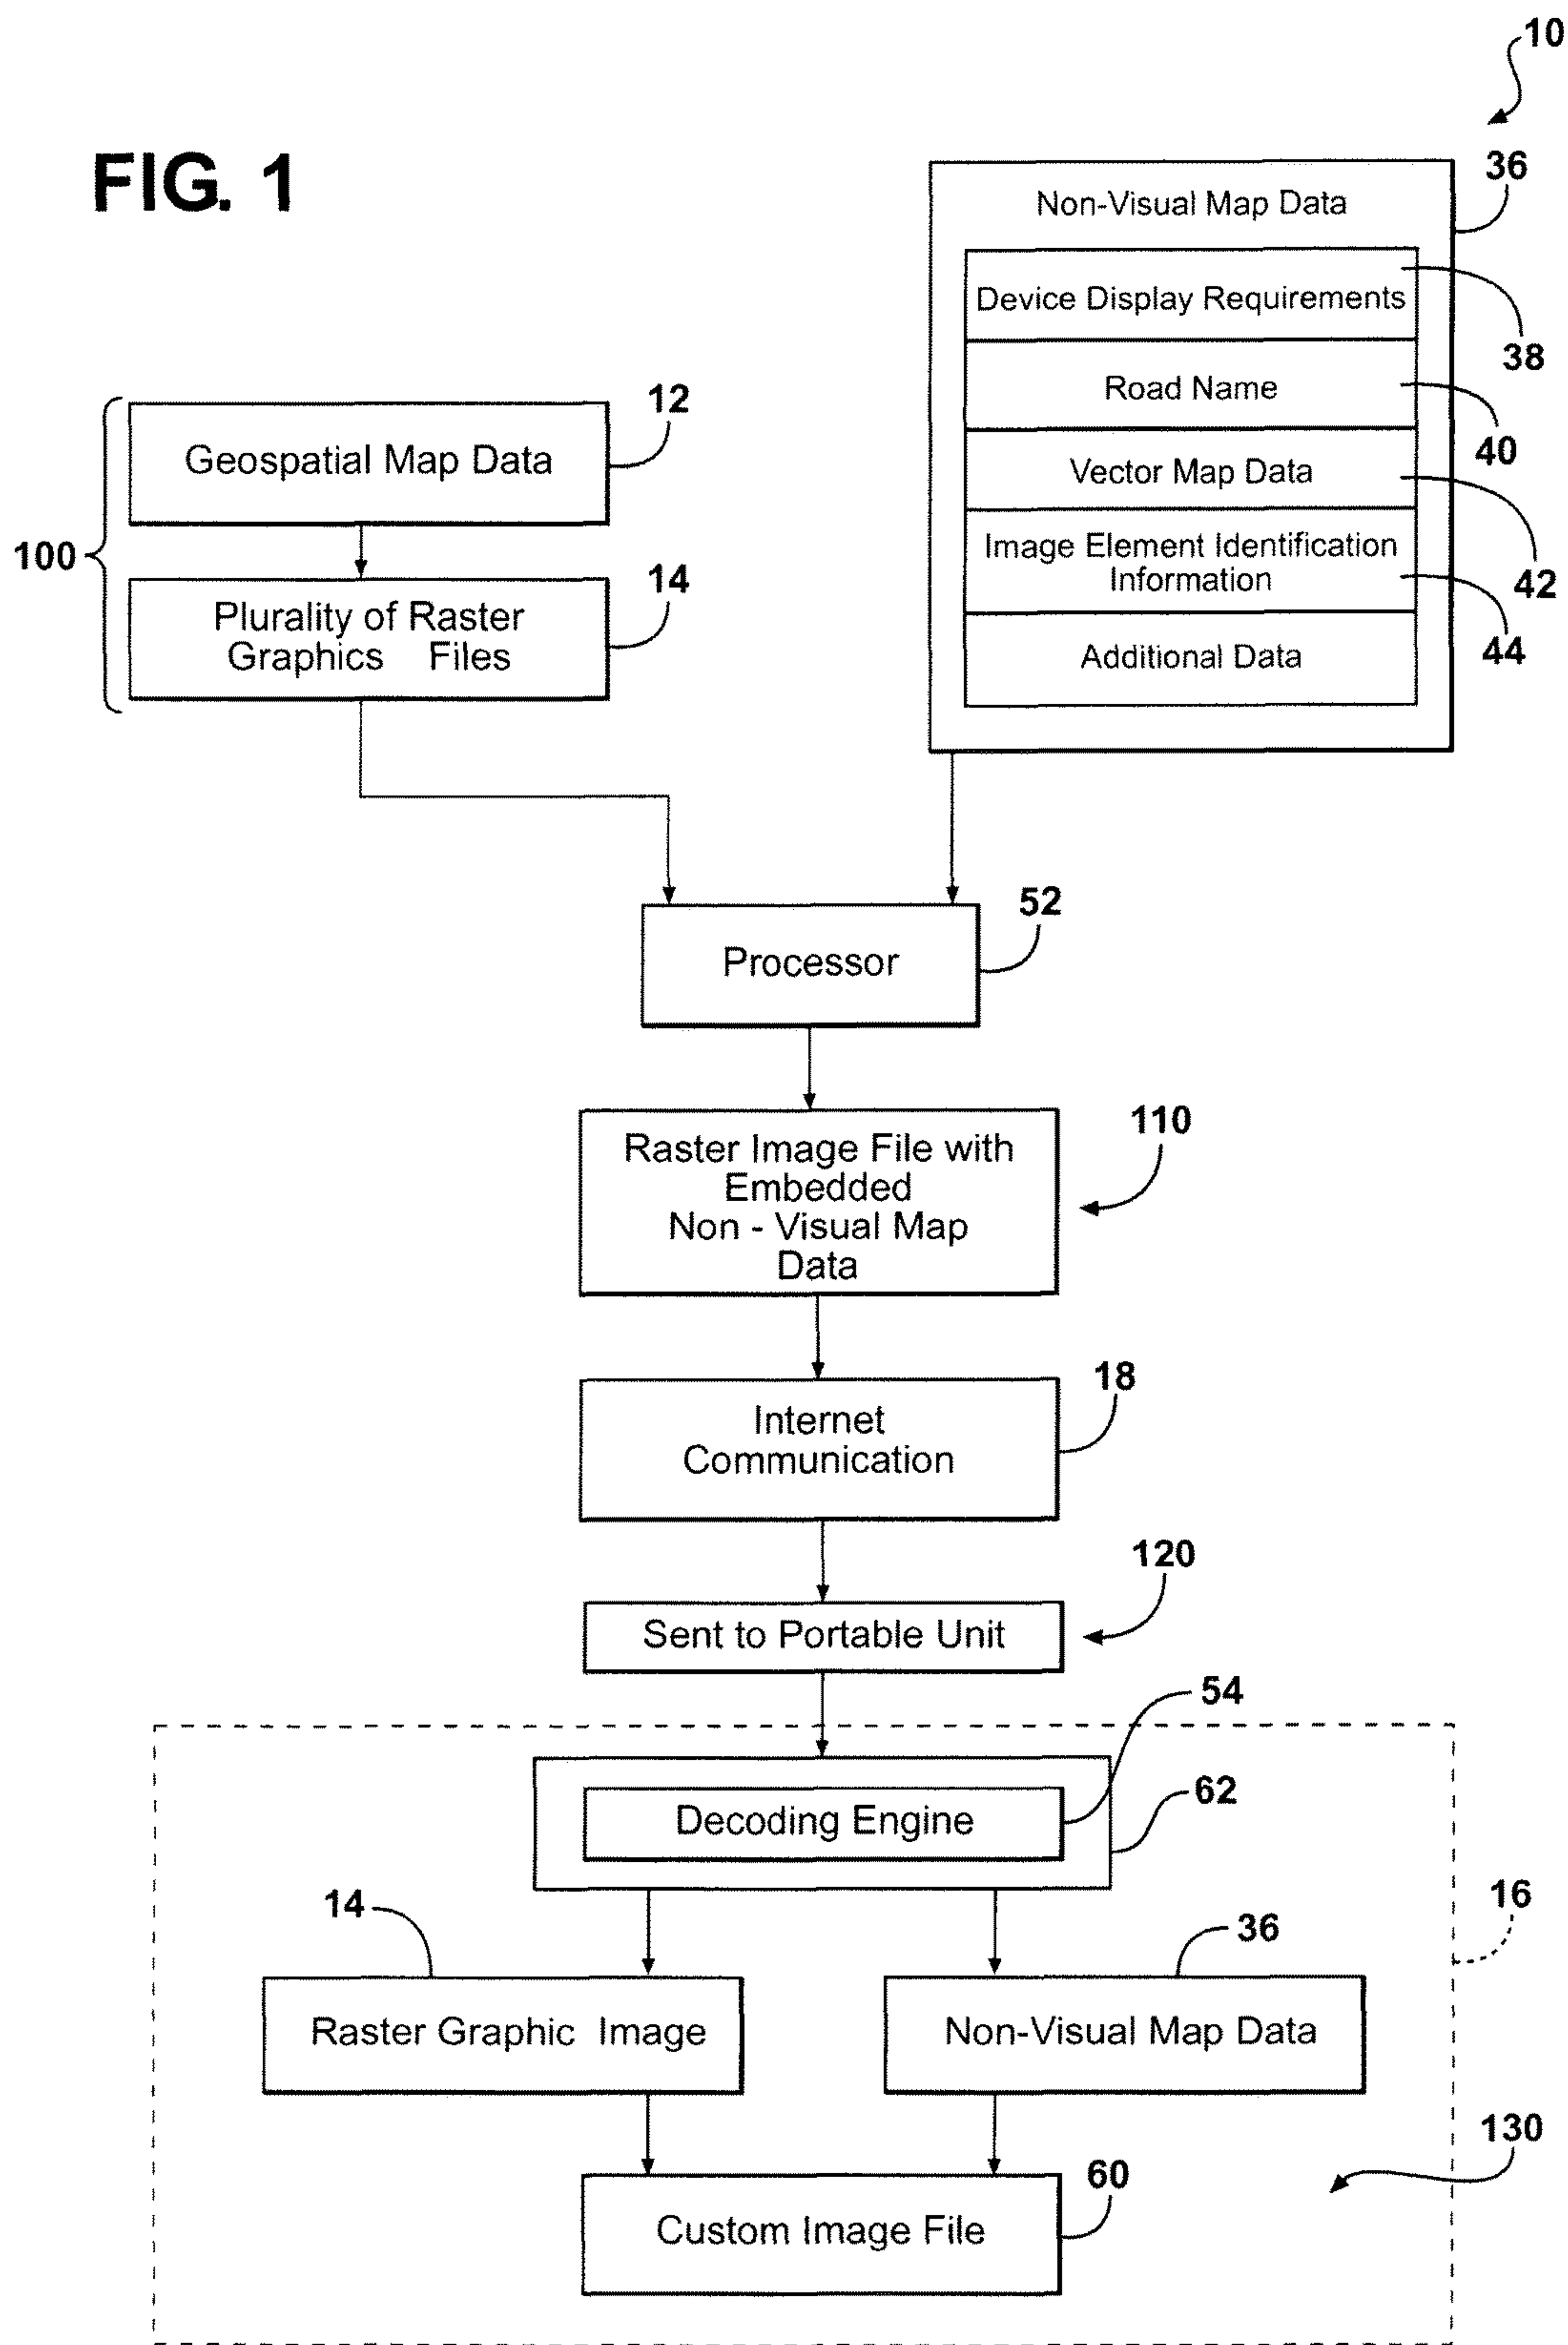 10
FIG. 1
36
Non-Visual Map Data
Device Display Requirements
38
Road Name
40
Vector Map Data
42
Image Element Identification
Information
44
Additional Data
12
Geospatial Map Data
100
14
Plurality of Raster
Graphics Files
52
Processor
110
Raster Image File with
Embedded
Non - Visual Map
Data
18
Internet
Communication
120
Sent to Portable Unit
54
Decoding Engine
62
16
14
Raster Graphic Image
36
Non-Visual Map Data
130
60
Custom Image File